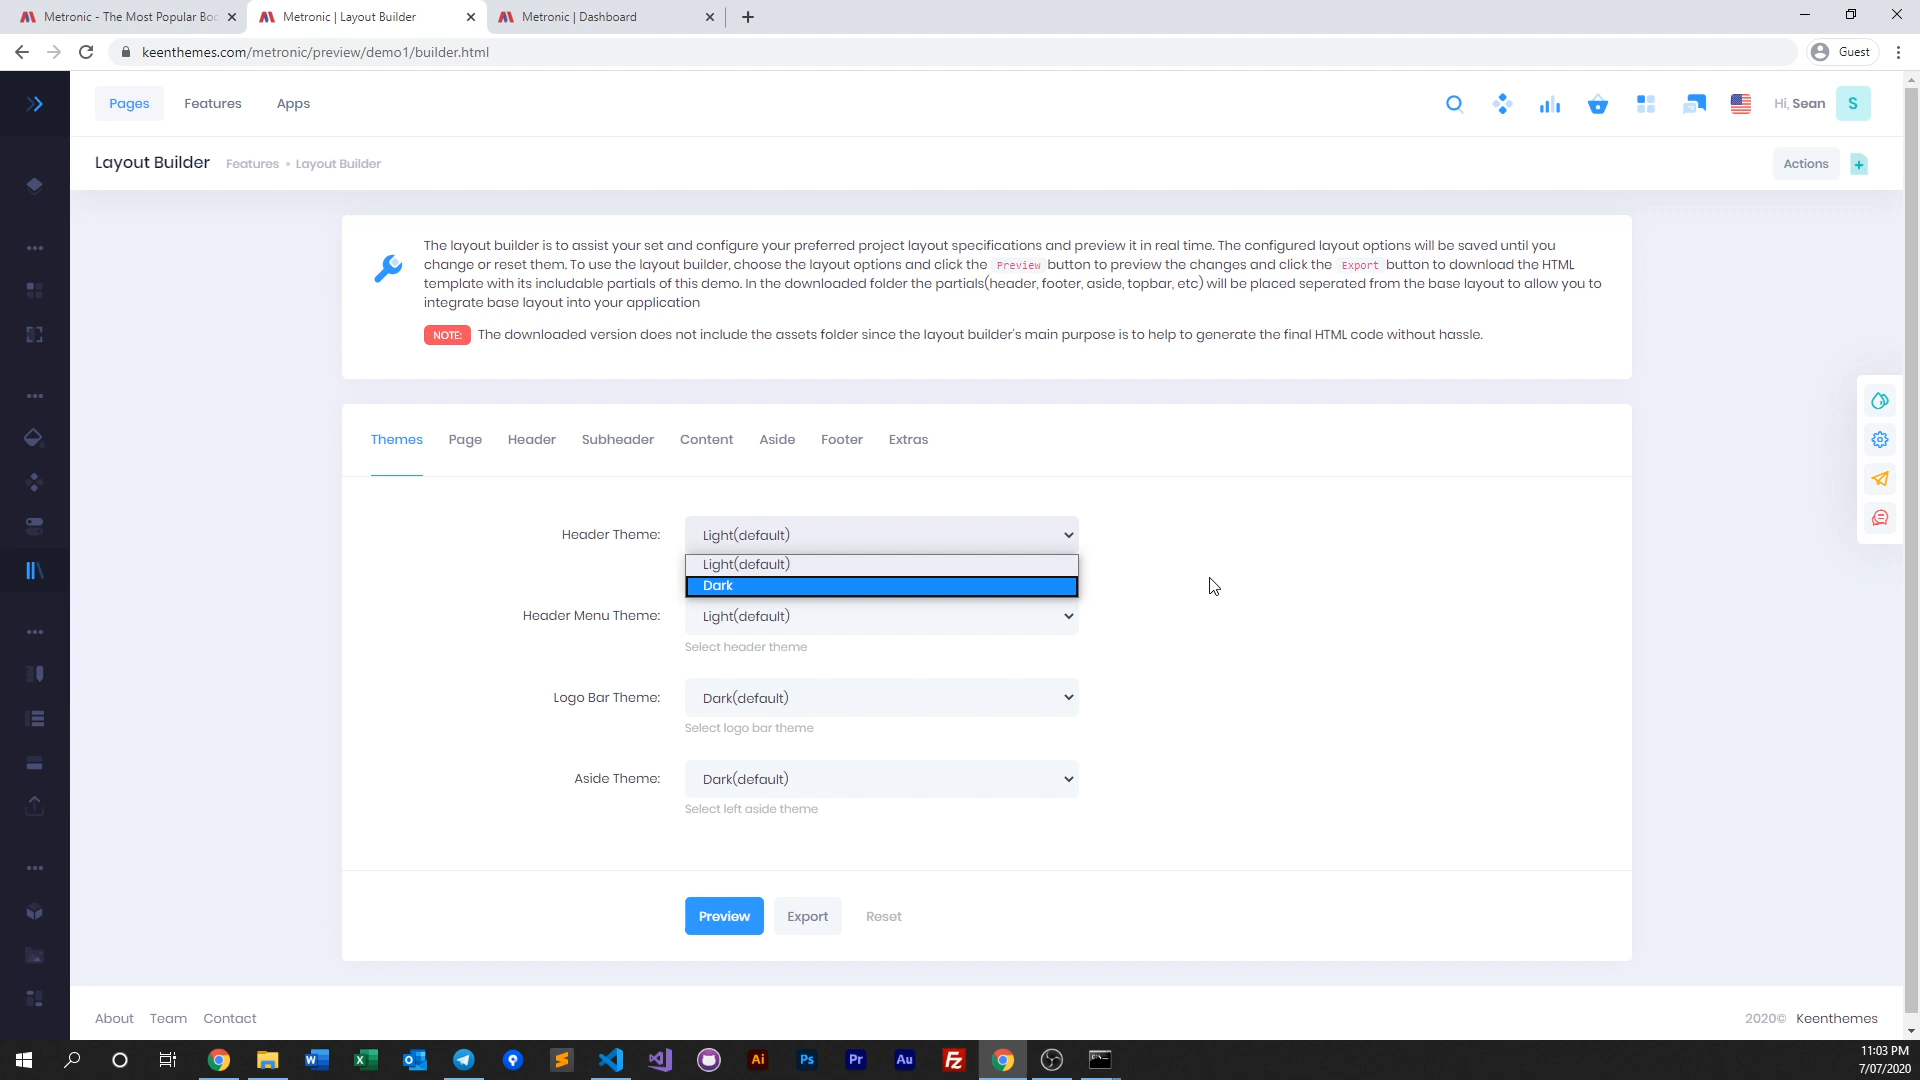 Metronic - The Most Popular Boo
Metronic | Layout Builder
Metronic | Dashboard
keenthemes.com/metronic/preview/demo1/builder.html
Guest
Pages
Features
Apps
Hi, Sean
S
Layout Builder
Features • Layout Builder
Actions
The layout builder is to assist your set and configure your preferred project layout specifications and preview it in real time. The configured layout options will be saved until you
change or reset them. To use the layout builder, choose the layout options and click the Preview button to preview the changes and click the Export button to download the HTML
template with its includable partials of this demo. In the downloaded folder the partials(header, footer, aside, topbar, etc) will be placed seperated from the base layout to allow you to
integrate base layout into your application
NOTE: The downloaded version does not include the assets folder since the layout builder's main purpose is to help to generate the final HTML code without hassle.
Themes
Page
Header
Subheader
Content
Aside
Footer
Extras
Header Theme:
Light(default)
Light(default)
Dark
Header Menu Theme:
Light(default)
Select header theme
Logo Bar Theme:
Dark(default)
Select logo bar theme
Aside Theme:
Dark(default)
Select left aside theme
Preview
Export
Reset
About
Team
Contact
2020© Keenthemes
Ai
Ps
Pr
Au
Fz
11:03 PM
7/07/2020